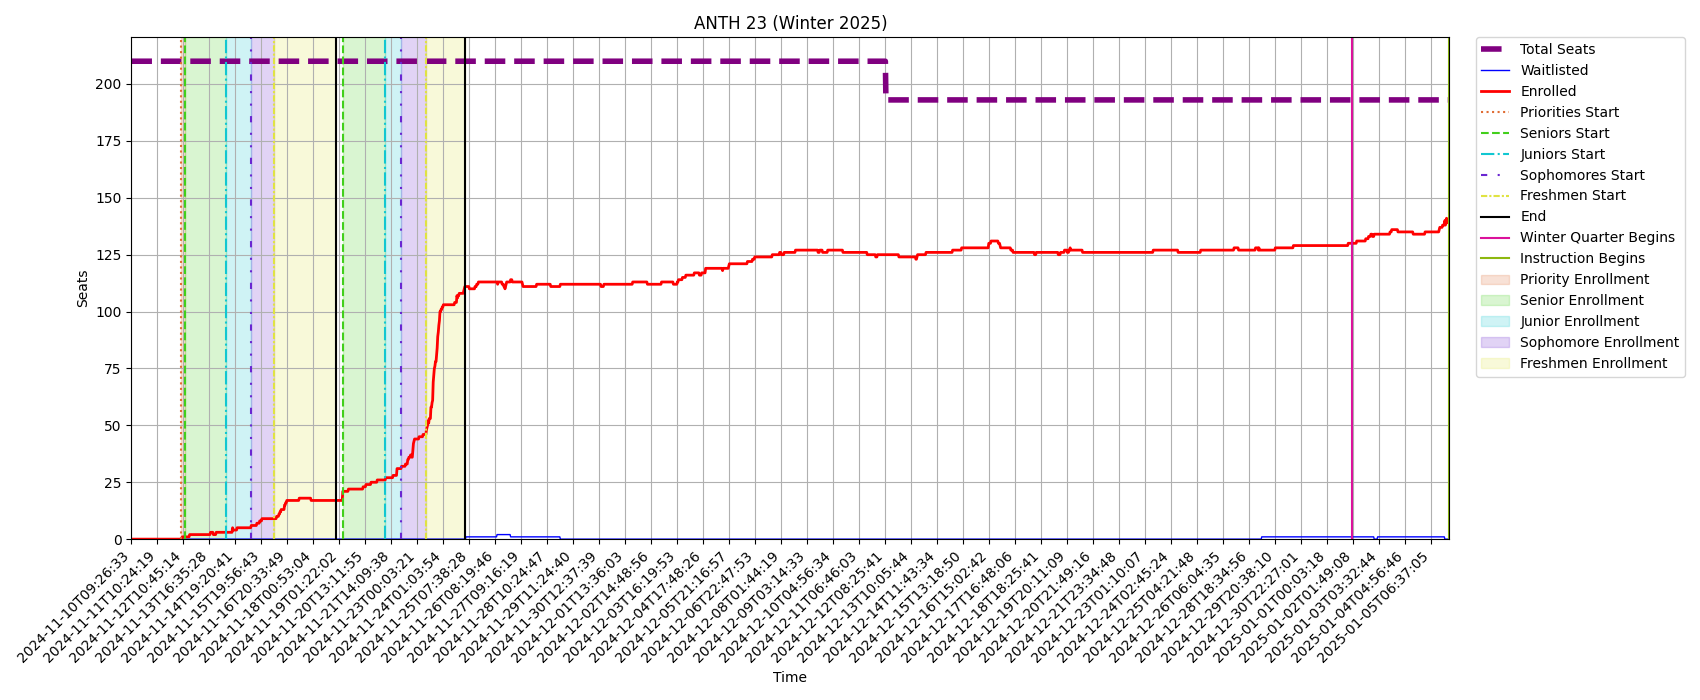 ANTH 23 (Winter 2025)
Seats
200
175
150
125
100
75
50
25
0
2024-11-10T09:26:33
2024-11-11T10:24:19
2024-11-12T10:45:14
2024-11-13T16:35:28
2024-11-14T19:20:41
2024-11-15T19:56:43
2024-11-16T20:33:49
2024-11-18T00:53:04
2024-11-19T01:22:02
2024-11-20T13:11:55
2024-11-21T14:09:38
2024-11-23T00:03:21
2024-11-24T01:03:54
2024-11-25T07:38:28
2024-11-26T08:19:46
2024-11-27T09:16:19
2024-11-28T10:24:47
2024-11-29T11:24:40
2024-11-30T12:37:39
2024-12-01T13:36:03
2024-12-02T14:48:56
2024-12-03T16:19:53
2024-12-04T17:48:26
2024-12-05T21:16:57
2024-12-06T22:47:53
2024-12-08T01:44:19
2024-12-09T03:14:33
2024-12-10T04:56:34
2024-12-11T06:46:03
2024-12-12T08:25:41
2024-12-13T10:05:44
2024-12-14T11:43:34
2024-12-15T13:18:50
2024-12-16T15:02:42
2024-12-17T16:48:06
2024-12-18T18:25:41
2024-12-19T20:11:09
2024-12-20T21:49:16
2024-12-21T23:34:48
2024-12-23T01:10:07
2024-12-24T02:45:24
2024-12-25T04:21:48
2024-12-26T06:04:35
2024-12-28T18:34:56
2024-12-29T20:38:10
2024-12-30T22:27:01
2025-01-01T00:03:18
2025-01-02T01:49:08
2025-01-03T03:32:44
2025-01-04T04:56:46
2025-01-05T06:37:05
Time
Total Seats
Waitlisted
Enrolled
Priorities Start
Seniors Start
Juniors Start
Sophomores Start
Freshmen Start
End
Winter Quarter Begins
Instruction Begins
Priority Enrollment
Senior Enrollment
Junior Enrollment
Sophomore Enrollment
Freshmen Enrollment